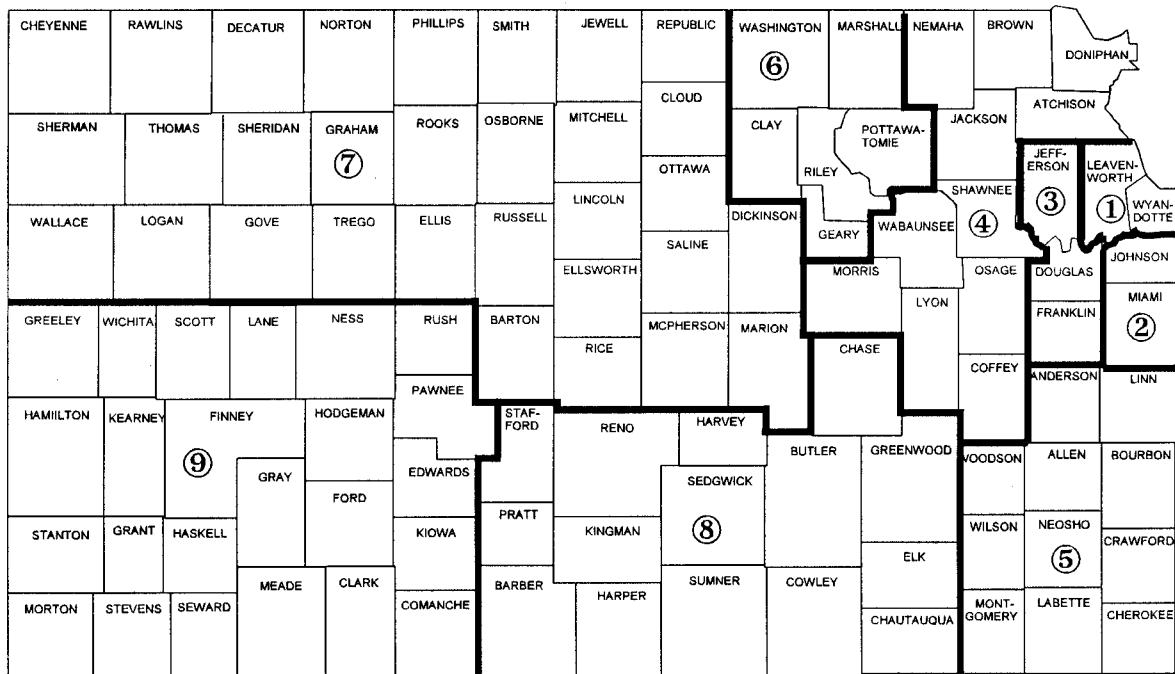 CHEYENNE RAWLINS DECATUR NORTON PHILLIPS SMITH JEWELL REPUBLIC WASHINGTON MARSHALL NEMAHA BROWN
DONIPHAN
⑥
CLOUD
ATCHISON
SHERMAN THOMAS SHERIDAN GRAHAM ROOKS OSBORNE MITCHELL CLAY POTTAWA-
TOMIE
JACKSON
⑦
RILEY
JEFF-
ERSON
LEAVEN-
WORTH
OTTAWA
LINCOLN
SHAWNEE
③
①
WYAN-
DOTTE
WALLACE LOGAN GOVE TREGO ELLIS RUSSELL DICKINSON
④
GEARY
WABAUNSEE
SALINE
ELLSWORTH
MORRIS
OSAGE
DOUGLAS
JOHNSON
LYON
MIAMI
②
GREELEY WICHITA SCOTT LANE NESS RUSH BARTON
MCPHERSON MARION
FRANKLIN
RICE
CHASE
COFFEY
ANDERSON
LINN
PAWNEE
HAMIILTON KEARNEY FINNEY HODGEMAN
STAF-
FORD
RENO
HARVEY
BUTLER
GREENWOOD
WOODSON
ALLEN
BOURBON
⑨
GRAY
EDWARDS
SEDGWICK
FORD
PRATT
⑧
STANTON GRANT HASKELL KIOWA KINGMAN WILSON NEOSHO
CRAWFORD
⑤
ELK
MEADE CLARK
BARBER
HARPER
SUMNER
COWLEY
MORTON STEVENS SEWARD COMANCHE
CHAUTAUQUA
MONT-
GOMERY
LABETTE
CHEROKEE